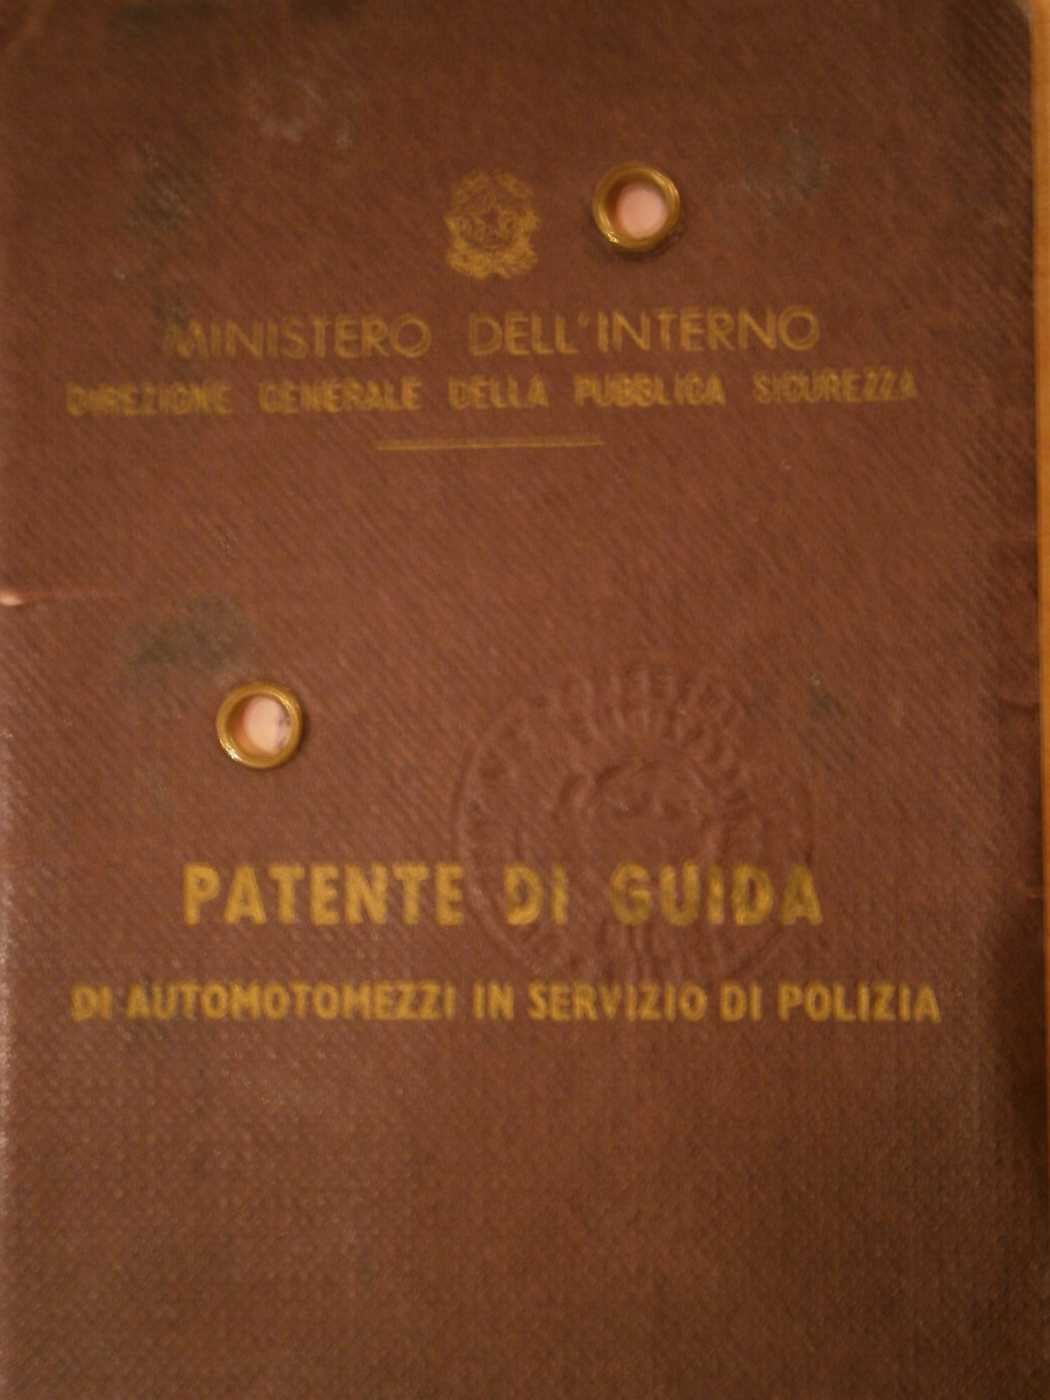 MINISTERO DELL'INTERNO
DIREZIONE GENERALE DELLA PUBBLICA SICUREZZA
PATENTE DI GUIDA
DI AUTOMOTOMEZZI IN SERVIZIO DI POLIZIA